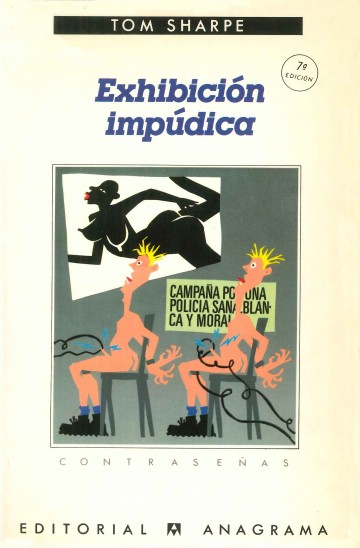 TOM SHARPE
7ª
EDICIÓN
Exhibición
impúdica
CAMPAÑA PO UNA
POLICIA SANA,BLAN-
CA Y MORAL
CONTRASEÑAS
EDITORIAL ANAGRAMA